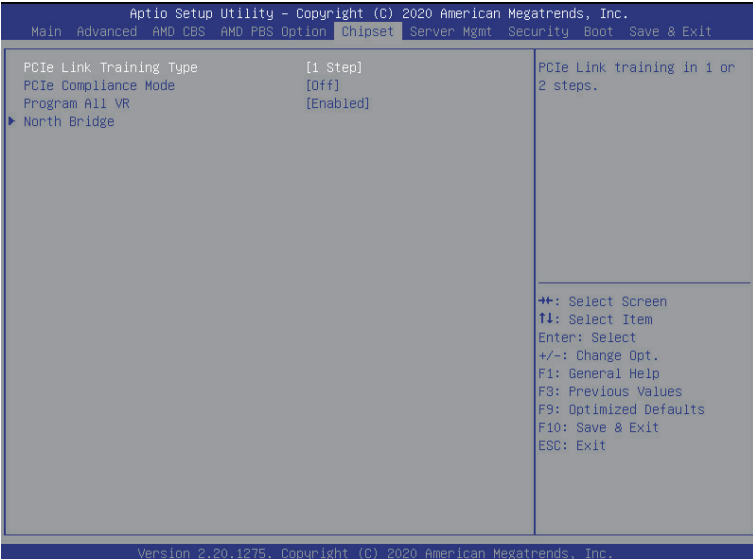 Aptio Setup Utility – Copyright (C) 2020 American Megatrends, Inc.
Main Advanced AMD CBS AMD PBS Option Chipset Server Mgmt Security Boot Save & Exit
PCIe Link Training Type [1 Step]
PCIe Compliance Mode [Off]
Program All VR [Enabled]
North Bridge
PCIe Link training in 1 or
2 steps.
→←: Select Screen
↑↓: Select Item
Enter: Select
+/-: Change Opt.
F1: General Help
F3: Previous Values
F9: Optimized Defaults
F10: Save & Exit
ESC: Exit
Version 2.20.1275. Copyright (C) 2020 American Megatrends, Inc.